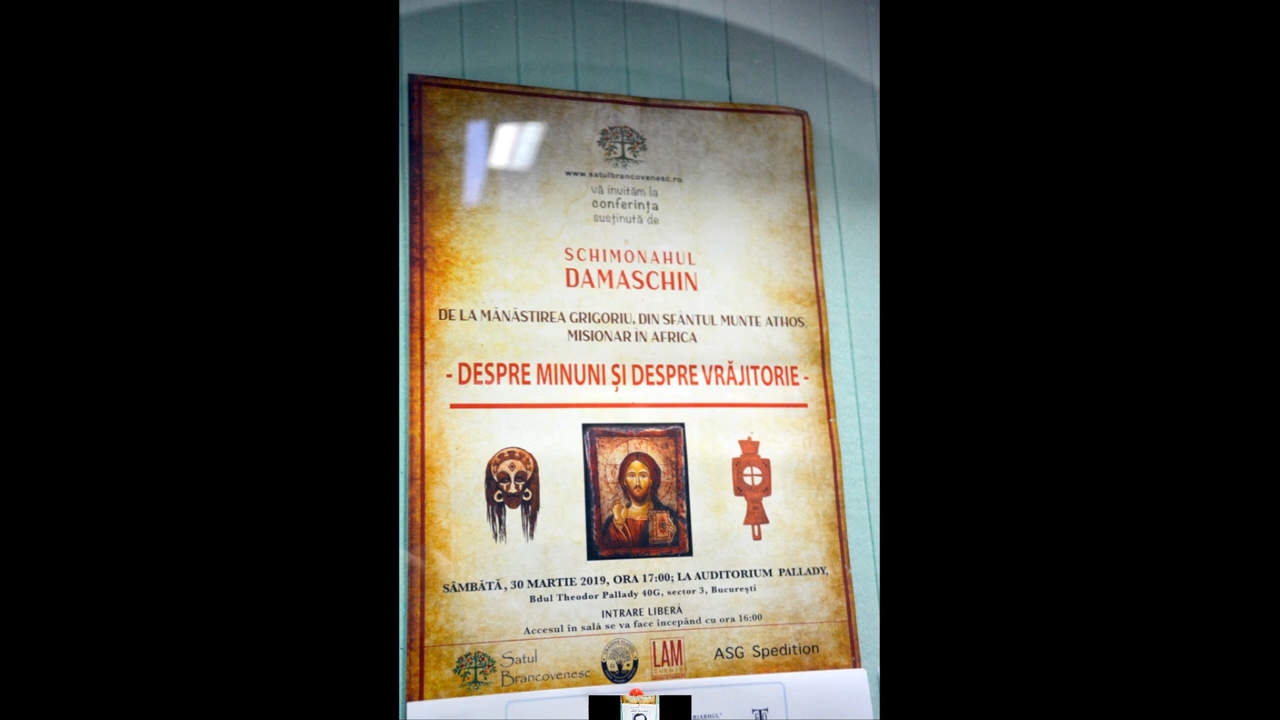 www.satulbrancovenesc.ro
vă invităm la
conferința
susținută de
SCHIMONAHUL
DAMASCHIN
DE LA MĂNĂSTIREA GRIGORIU, DIN SFÂNTUL MUNTE ATHOS,
MISIONAR ÎN AFRICA
- DESPRE MINUNI ȘI DESPRE VRĂJITORIE -
SÂMBĂTĂ, 30 MARTIE 2019, ORA 17:00; LA AUDITORIUM PALLADY,
Bdul Theodor Pallady 40G, sector 3, București
INTRARE LIBERĂ
Accesul în sală se va face începând cu ora 16:00
Satul
Brancovenesc
LAM
ASG Spedition